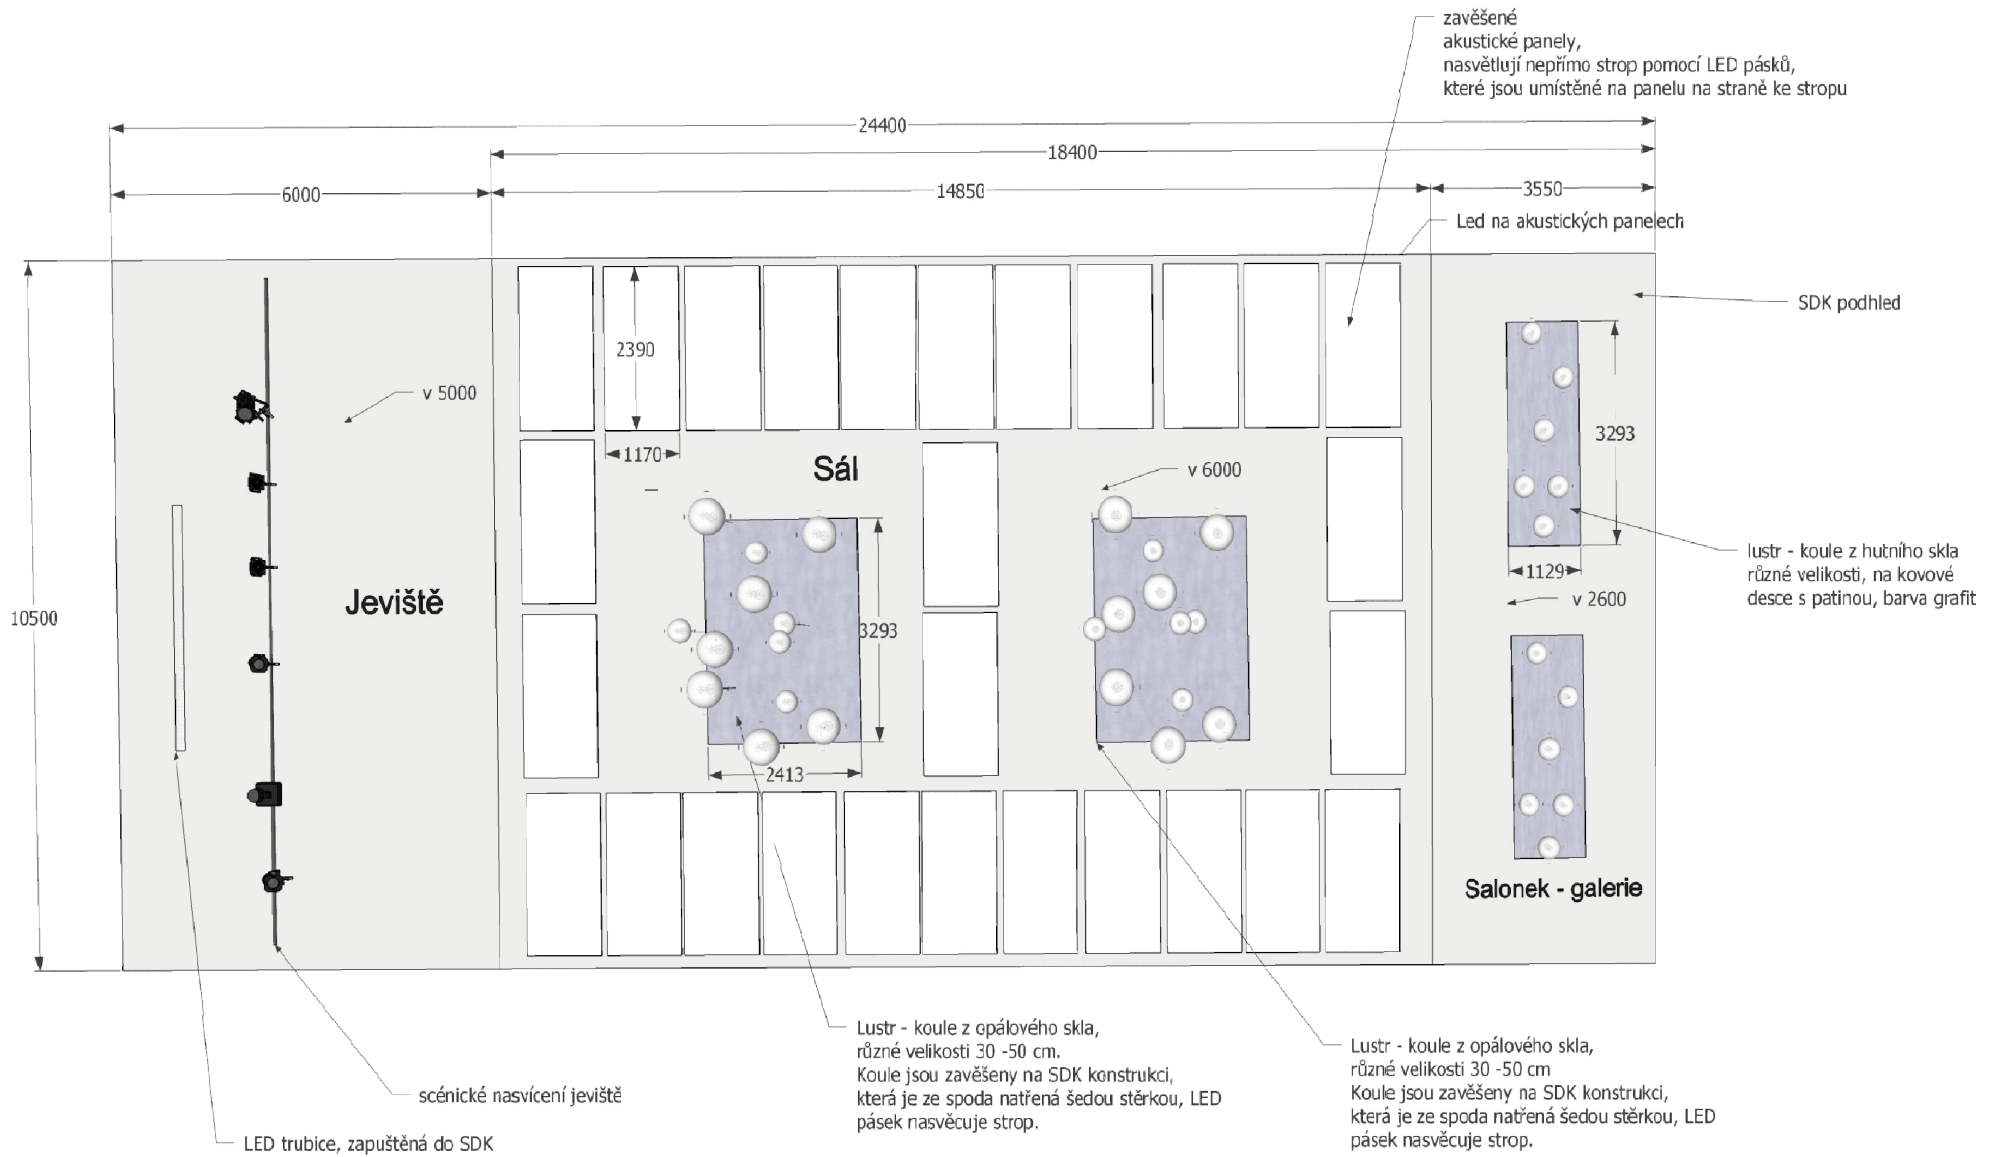 zavěšené
akustické panely,
nasvětlují nepřímo strop pomocí LED pásků,
které jsou umístěné na panelu na straně ke stropu
24400
18400
6000
14850
3550
Led na akustických panelech
SDK podhled
2390
v 5000
3293
1170
Sál
v 6000
lustr - koule z hutního skla
různé velikosti, na kovové
desce s patinou, barva grafit
1129
v 2600
Jeviště
10500
3293
2413
Salonek - galerie
Lustr - koule z opálového skla,
různé velikosti 30 -50 cm.
Koule jsou zavěšeny na SDK konstrukci,
která je ze spoda natřená šedou stěrkou, LED
pásek nasvěcuje strop.
Lustr - koule z opálového skla,
různé velikosti 30 -50 cm
Koule jsou zavěšeny na SDK konstrukci,
která je ze spoda natřená šedou stěrkou, LED
pásek nasvěcuje strop.
scénické nasvícení jeviště
LED trubice, zapuštěná do SDK